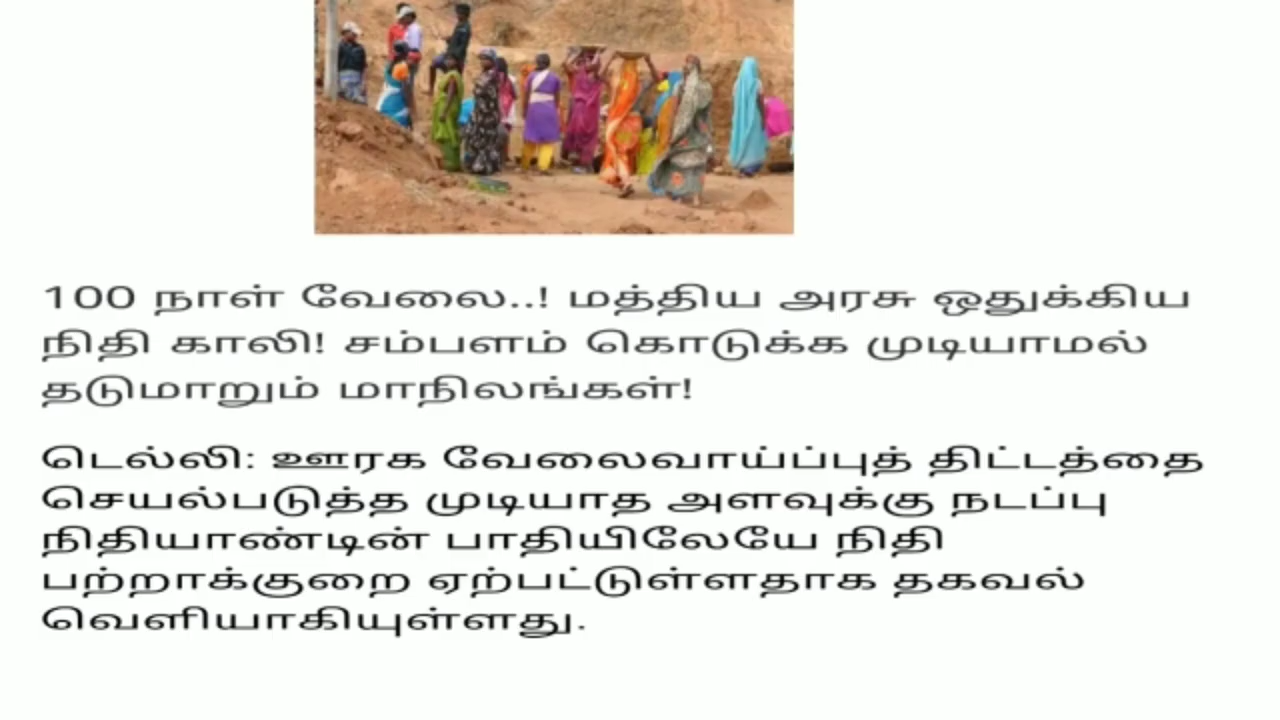 100 நாள் வேலை..! மத்திய அரசு ஒதுக்கிய
நிதி காலி! சம்பளம் கொடுக்க முடியாமல்
தடுமாறும் மாநிலங்கள்!
டெல்லி: ஊரக வேலைவாய்ப்புத் திட்டத்தை
செயல்படுத்த முடியாத அளவுக்கு நடப்பு
நிதியாண்டின் பாதியிலேயே நிதி
பற்றாக்குறை ஏற்பட்டுள்ளதாக தகவல்
வெளியாகியுள்ளது.